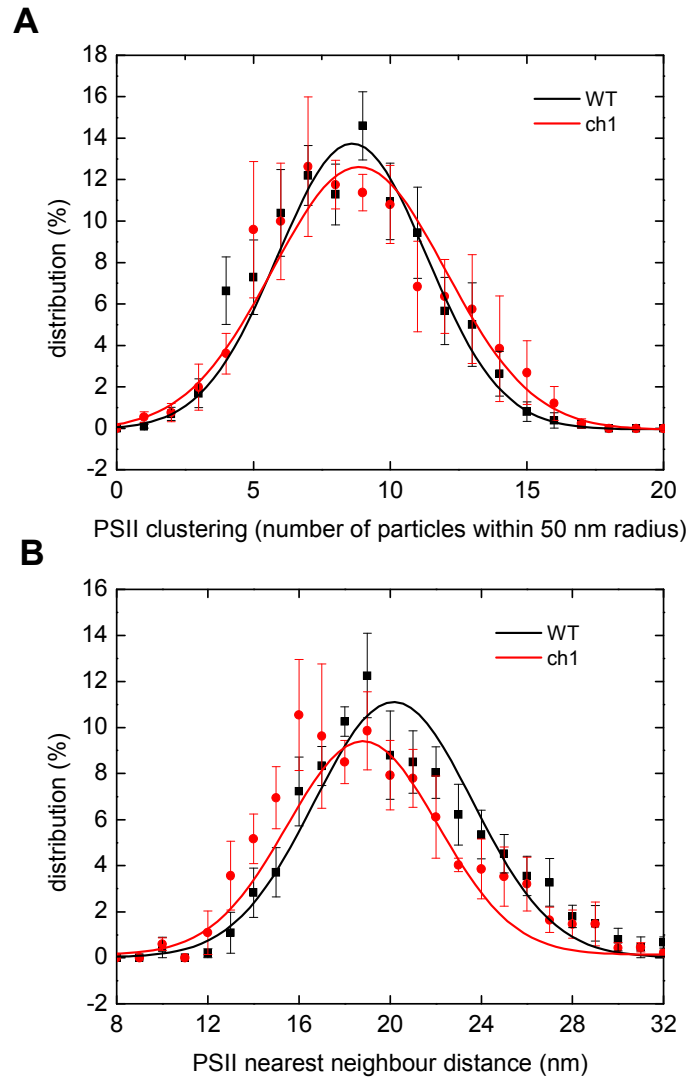 A
18
16
14
12
10
8
6
4
2
0
-2
distribution (%)
WT
ch1
0 5 10 15 20
PSII clustering (number of particles within 50 nm radius)
B
16
14
12
10
8
6
4
2
0
-2
distribution (%)
WT
ch1
8 12 16 20 24 28 32
PSII nearest neighbour distance (nm)